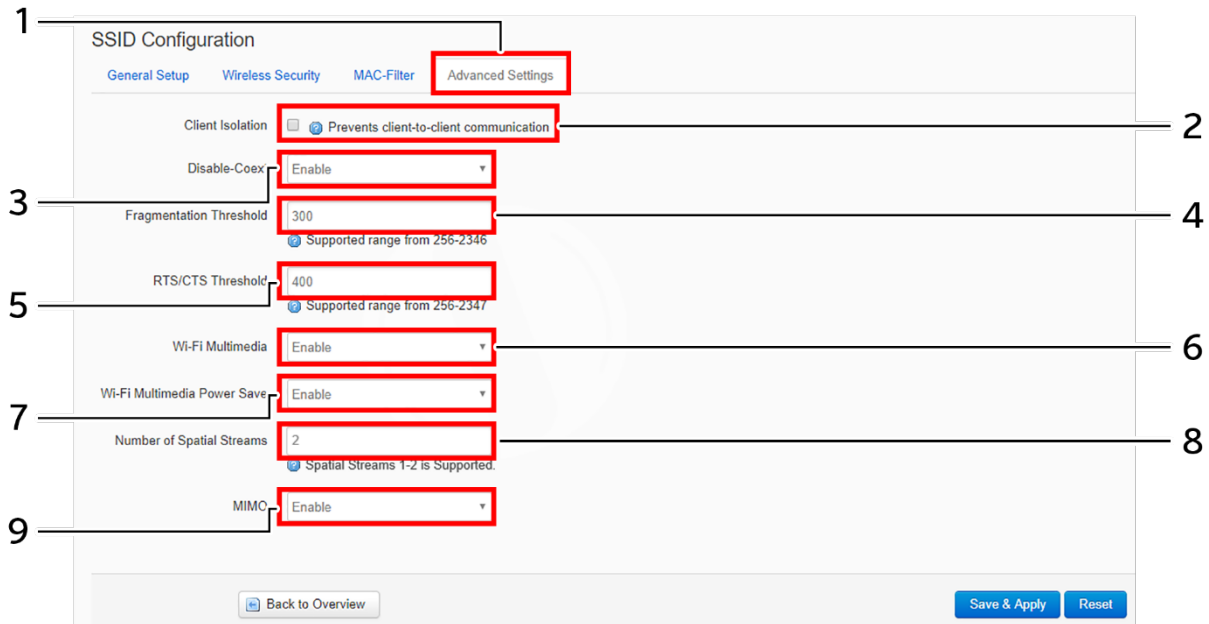 1
SSID Configuration
General Setup Wireless Security MAC-Filter Advanced Settings
Client Isolation Prevents client-to-client communication 2
Disable-Coex Enable
3
Fragmentation Threshold 300 4
Supported range from 256-2346
RTS/CTS Threshold 400
5
Supported range from 256-2347
Wi-Fi Multimedia Enable 6
Wi-Fi Multimedia Power Save Enable
7
Number of Spatial Streams 2 8
Spatial Streams 1-2 is Supported.
MIMO Enable
9
Back to Overview Save & Apply Reset